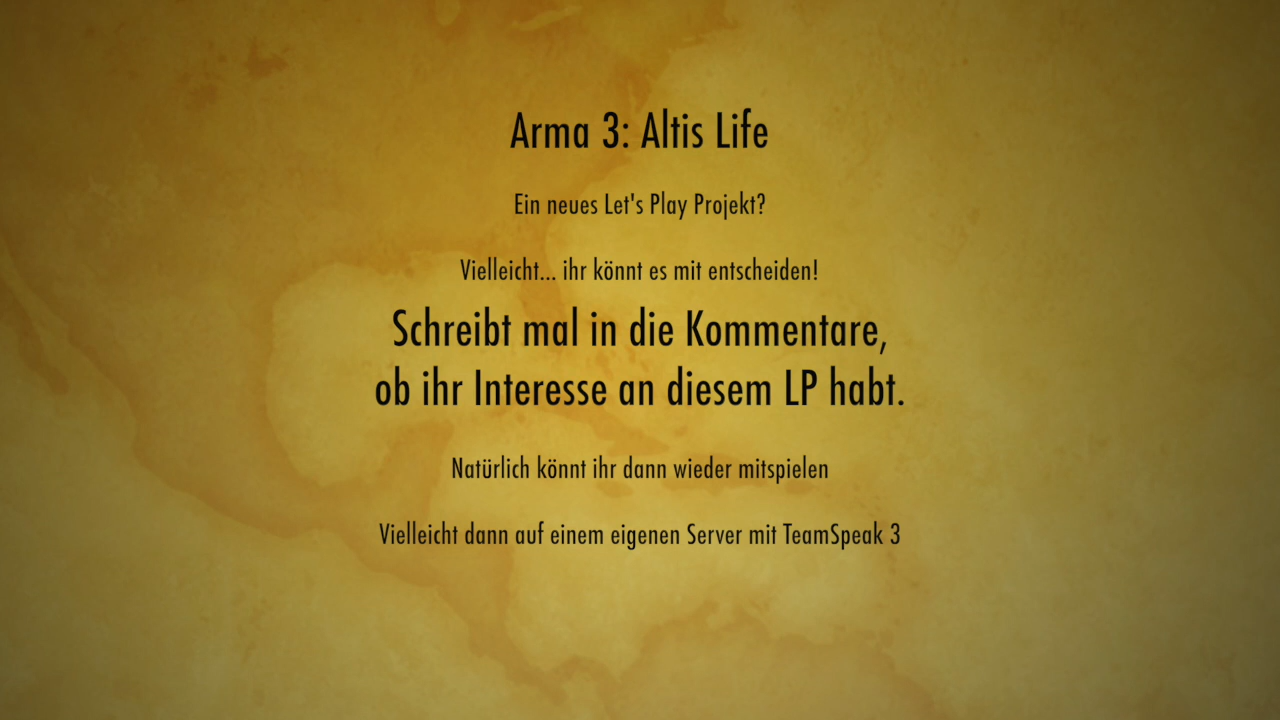 Arma 3: Altis Life
Ein neues Let's Play Projekt?
Vielleicht... ihr könnt es mit entscheiden!
Schreibt mal in die Kommentare,
ob ihr Interesse an diesem LP habt.
Natürlich könnt ihr dann wieder mitspielen
Vielleicht dann auf einem eigenen Server mit TeamSpeak 3